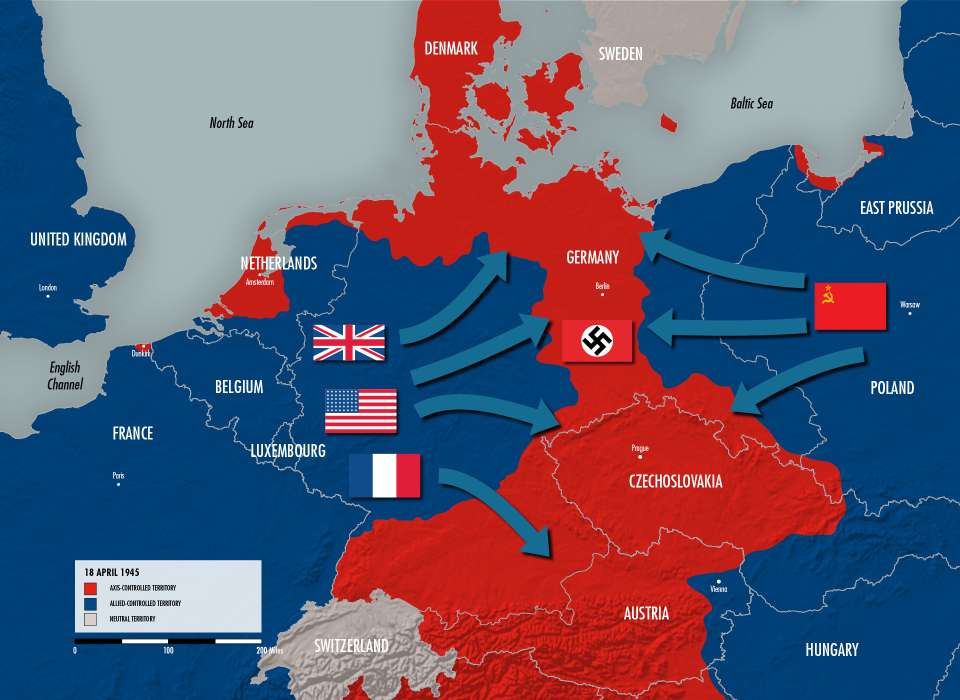 DENMARK
SWEDEN
Baltic Sea
North Sea
EAST PRUSSIA
UNITED KINGDOM
London
NETHERLANDS
Amsterdam
GERMANY
Berlin
Warsaw
English
Channel
Dunkirk
BELGIUM
POLAND
FRANCE
LUXEMBOURG
Prague
Paris
CZECHOSLOVAKIA
18 APRIL 1945
AXIS-CONTROLLED TERRITORY
ALLIED-CONTROLLED TERRITORY
NEUTRAL TERRITORY
0 100 200 Miles
Vienna
AUSTRIA
SWITZERLAND
HUNGARY